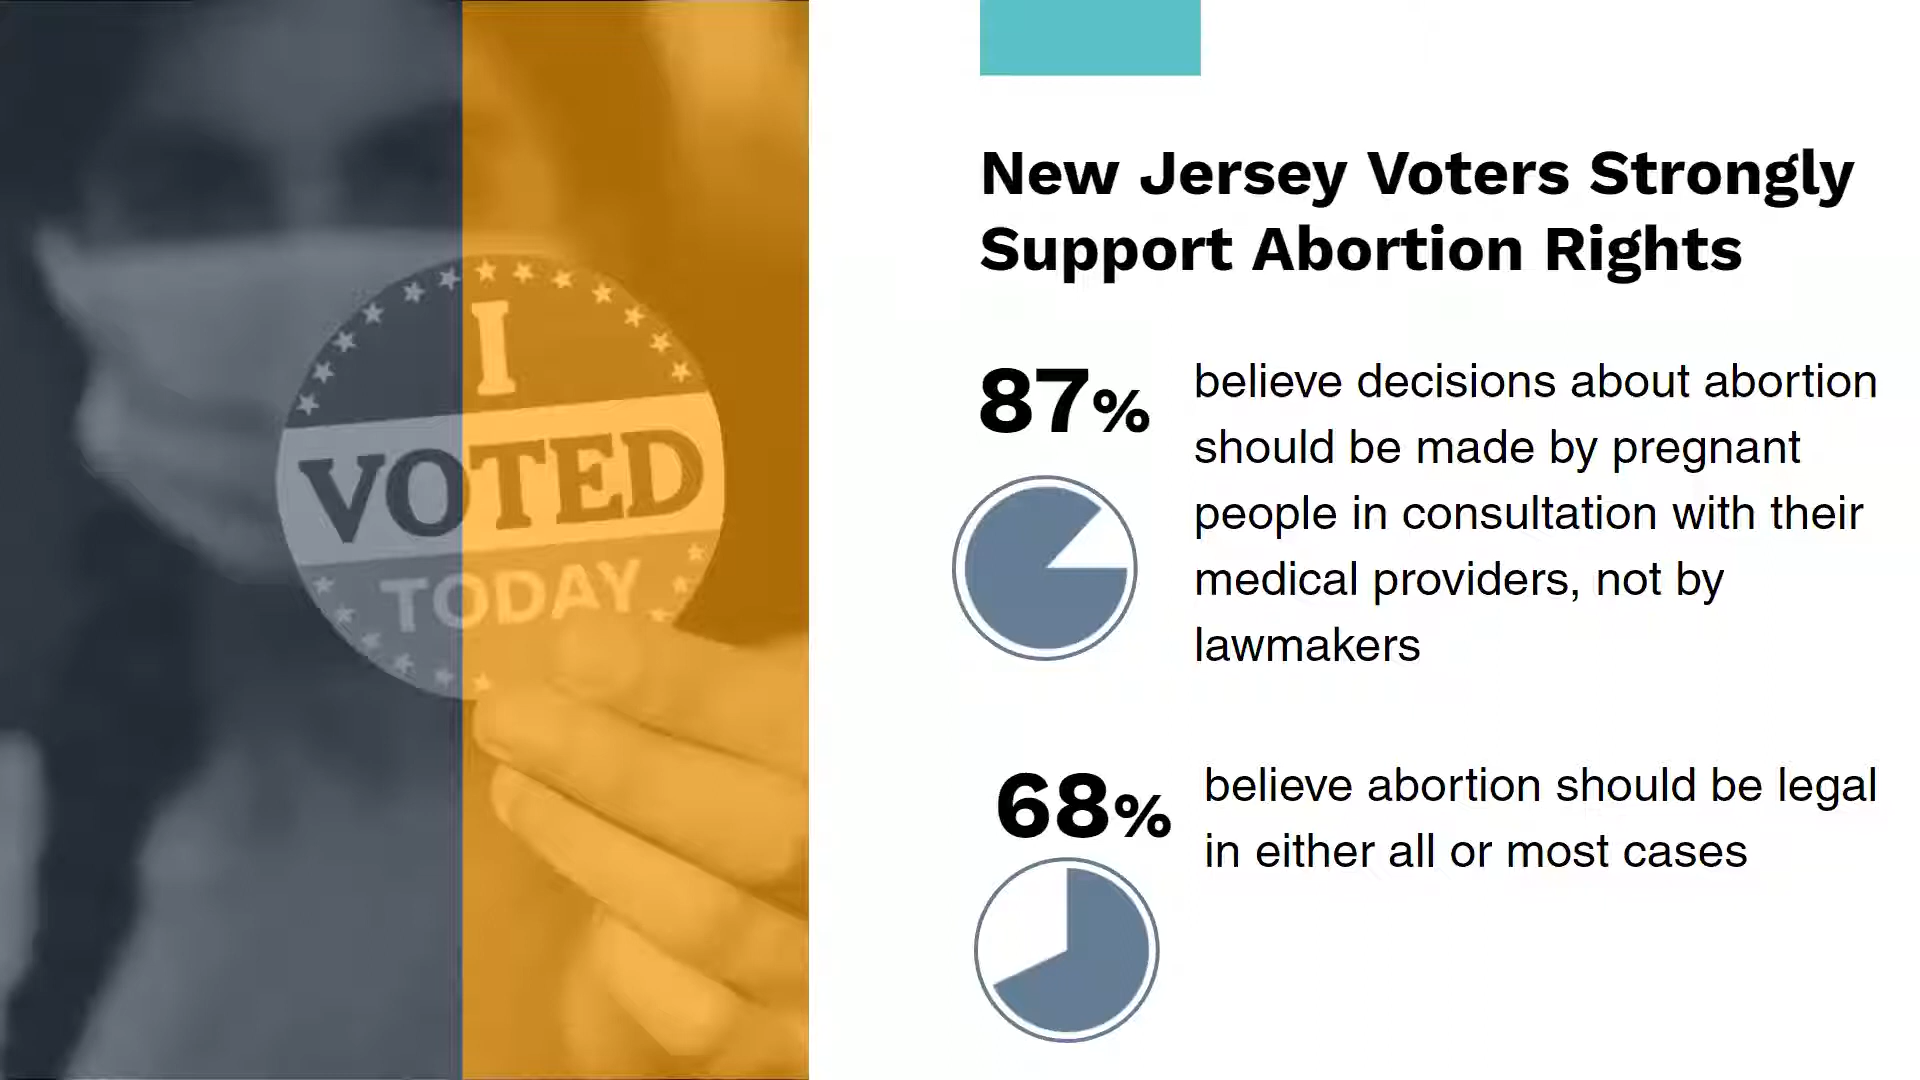 I
VOTED
TODAY
New Jersey Voters Strongly
Support Abortion Rights
87%
believe decisions about abortion
should be made by pregnant
people in consultation with their
medical providers, not by
lawmakers
68%
believe abortion should be legal
in either all or most cases